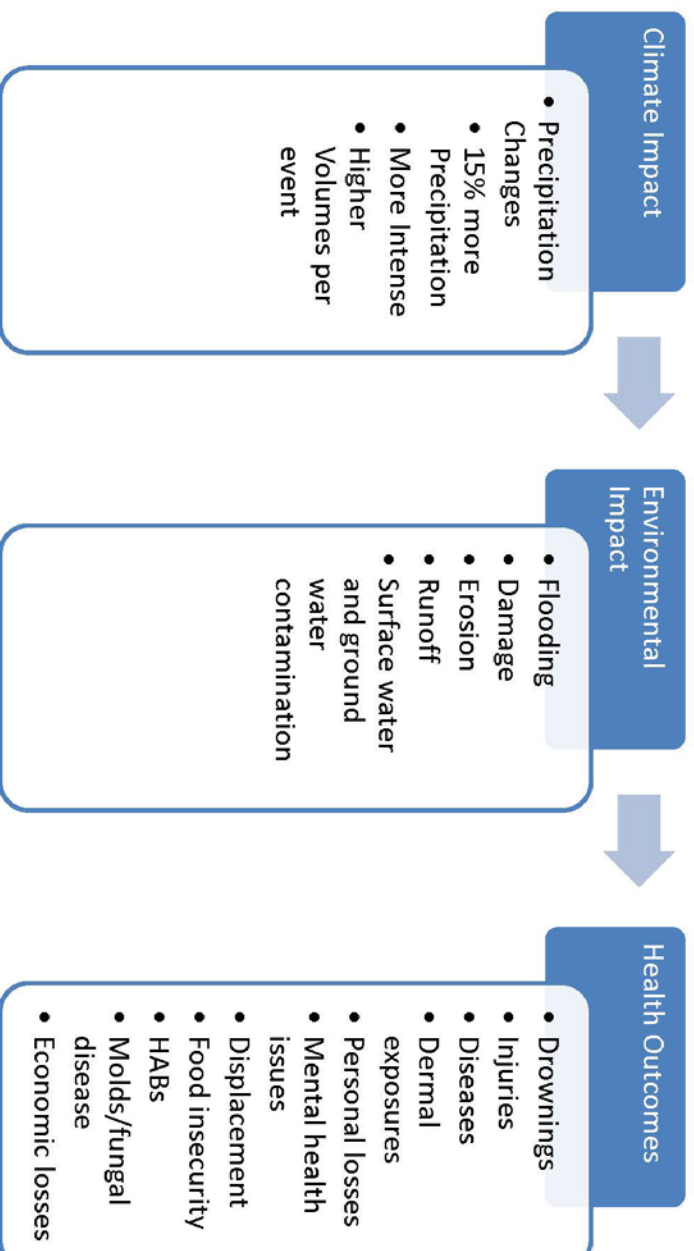 Climate Impact
• Precipitation
Changes
• 15% more
Precipitation
• More Intense
• Higher
Volumes per
event
Environmental
Impact
• Flooding
• Damage
• Erosion
• Runoff
• Surface water
and ground
water
contamination
Health Outcomes
• Drownings
• Injuries
• Diseases
• Dermal
exposures
• Personal losses
• Mental health
issues
• Displacement
• Food insecurity
• HABs
• Molds/fungal
disease
• Economic losses